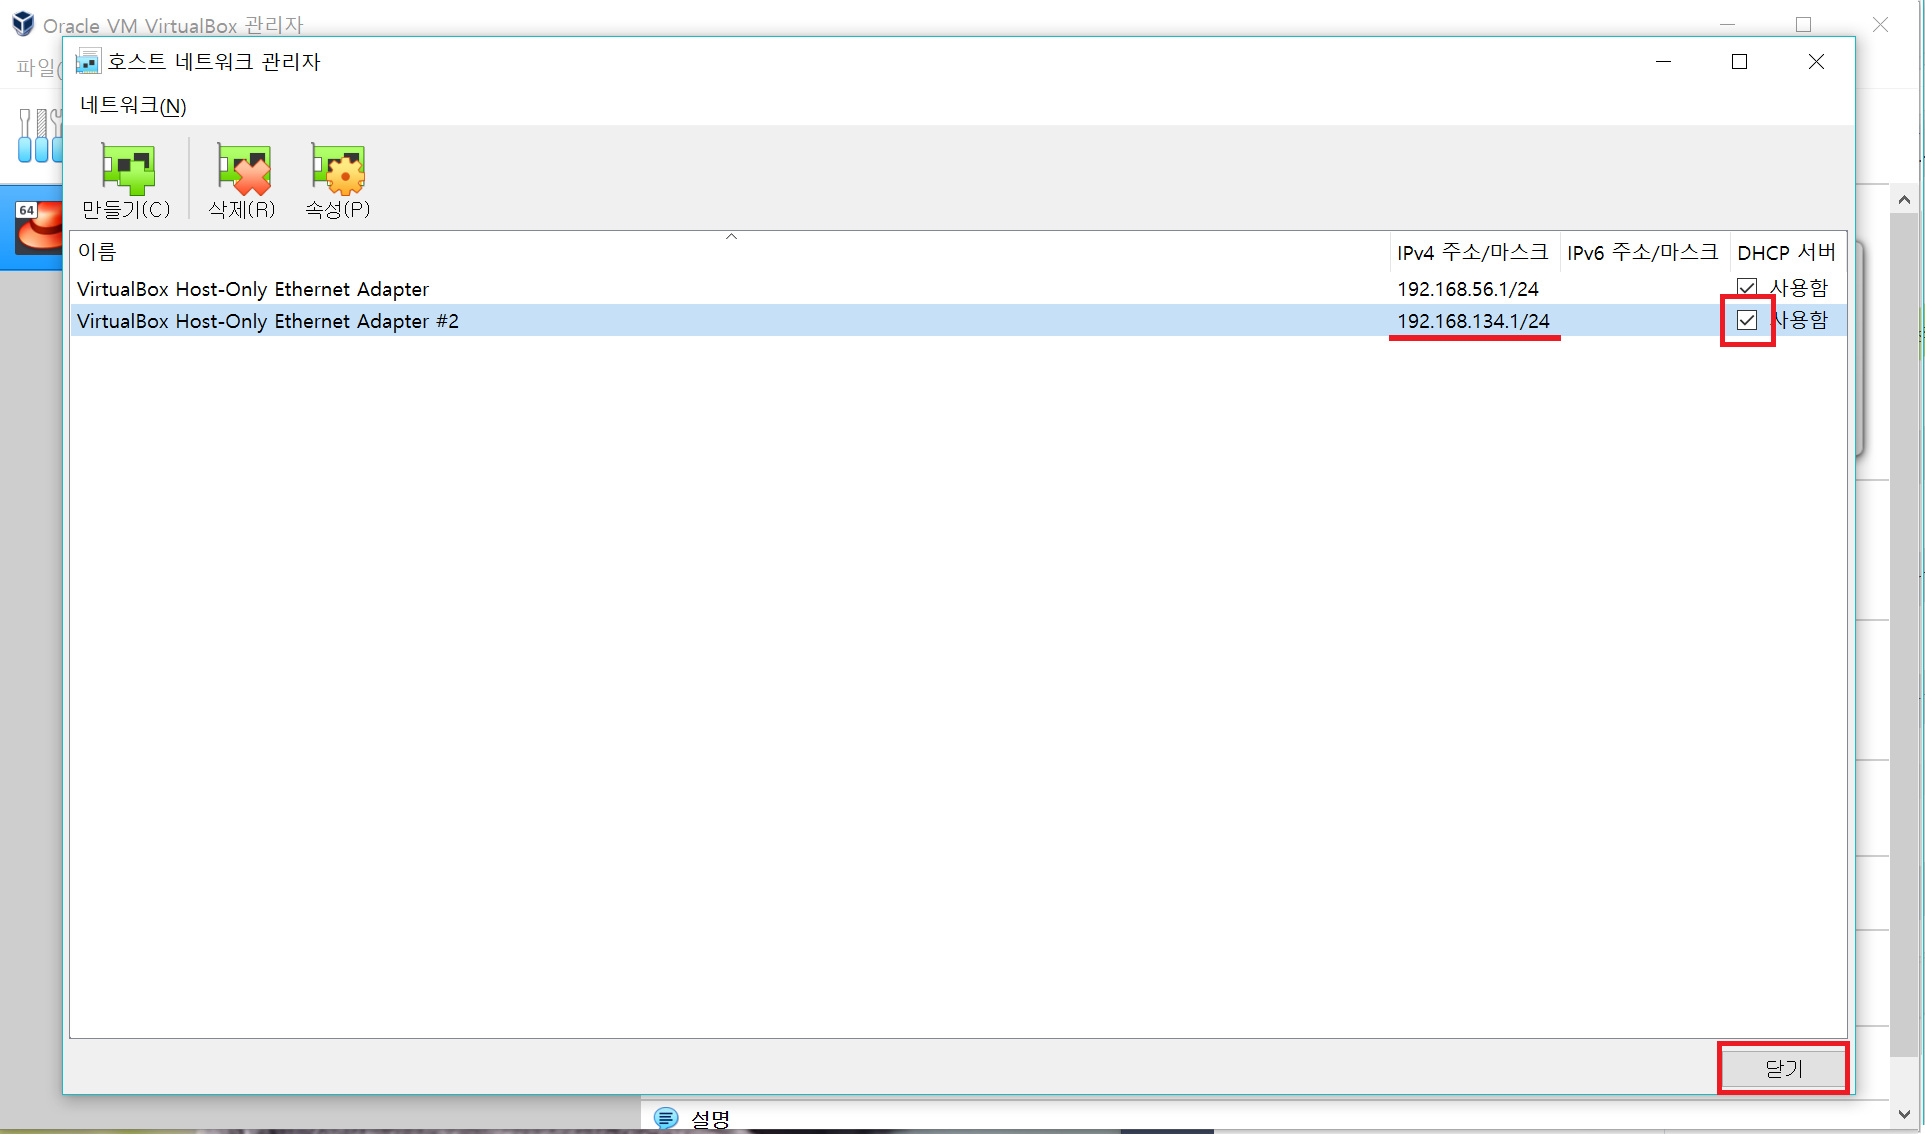 Oracle VM VirtualBox 관리자
파일(
호스트 네트워크 관리자
네트워크(N)
만들기(C) 삭제(R) 속성(P)
64
이름 IPv4 주소/마스크 IPv6 주소/마스크 DHCP 서버
VirtualBox Host-Only Ethernet Adapter 192.168.56.1/24 사용함
VirtualBox Host-Only Ethernet Adapter #2 192.168.134.1/24 사용함
닫기
설명